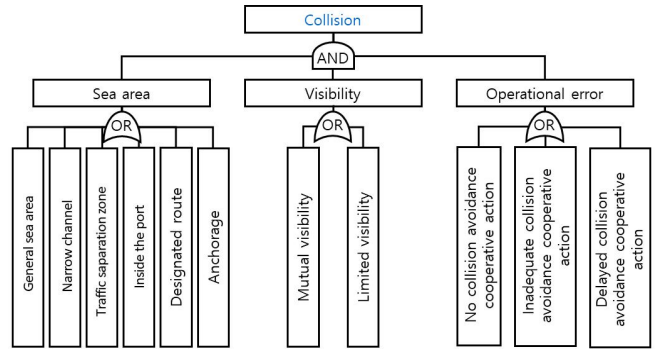 Collision
AND
Sea area
Visibility
Operational error
OR
OR
OR
General sea area
Narrow channel
Traffic saparation zone
Inside the port
Designated route
Anchorage
Mutual visibility
Limited visibility
No collision avoidance
cooperative action
Inadequate collision
avoidance cooperative
action
Delayed collision
avoidance cooperative
action